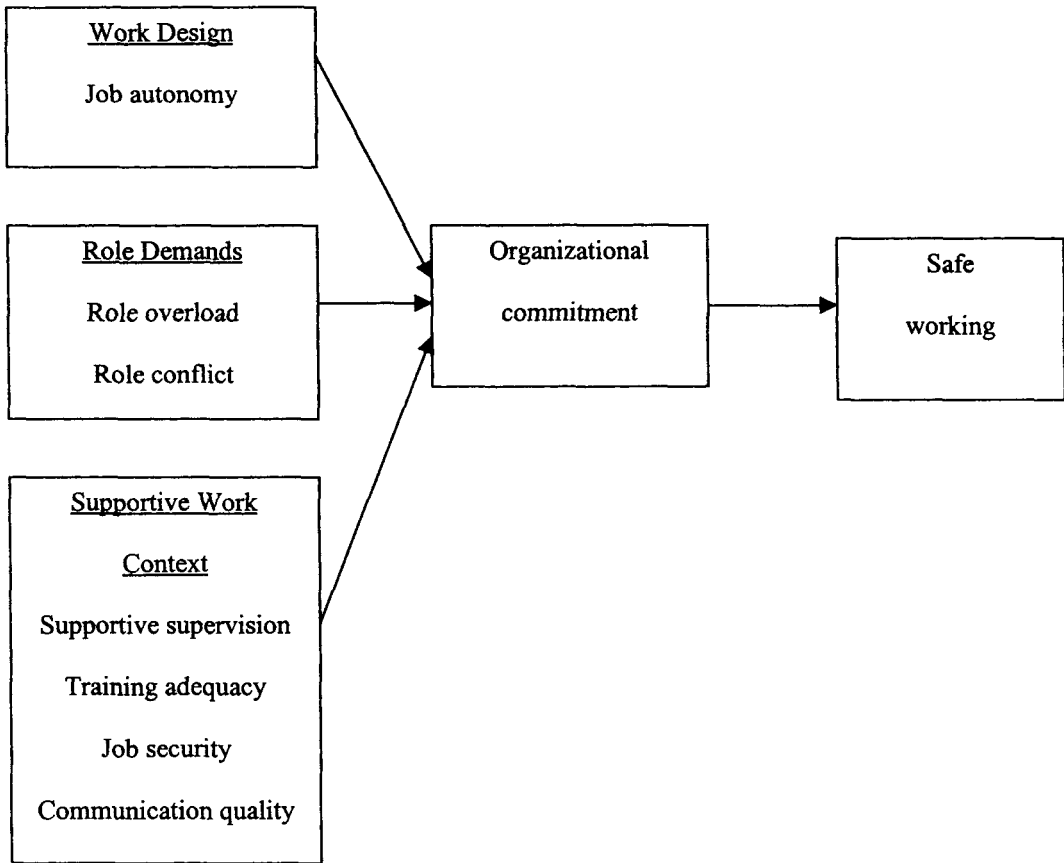 Work Design
Job autonomy
Role Demands
Role overload
Role conflict
Supportive Work
Context
Supportive supervision
Training adequacy
Job security
Communication quality
Organizational
commitment
Safe
working